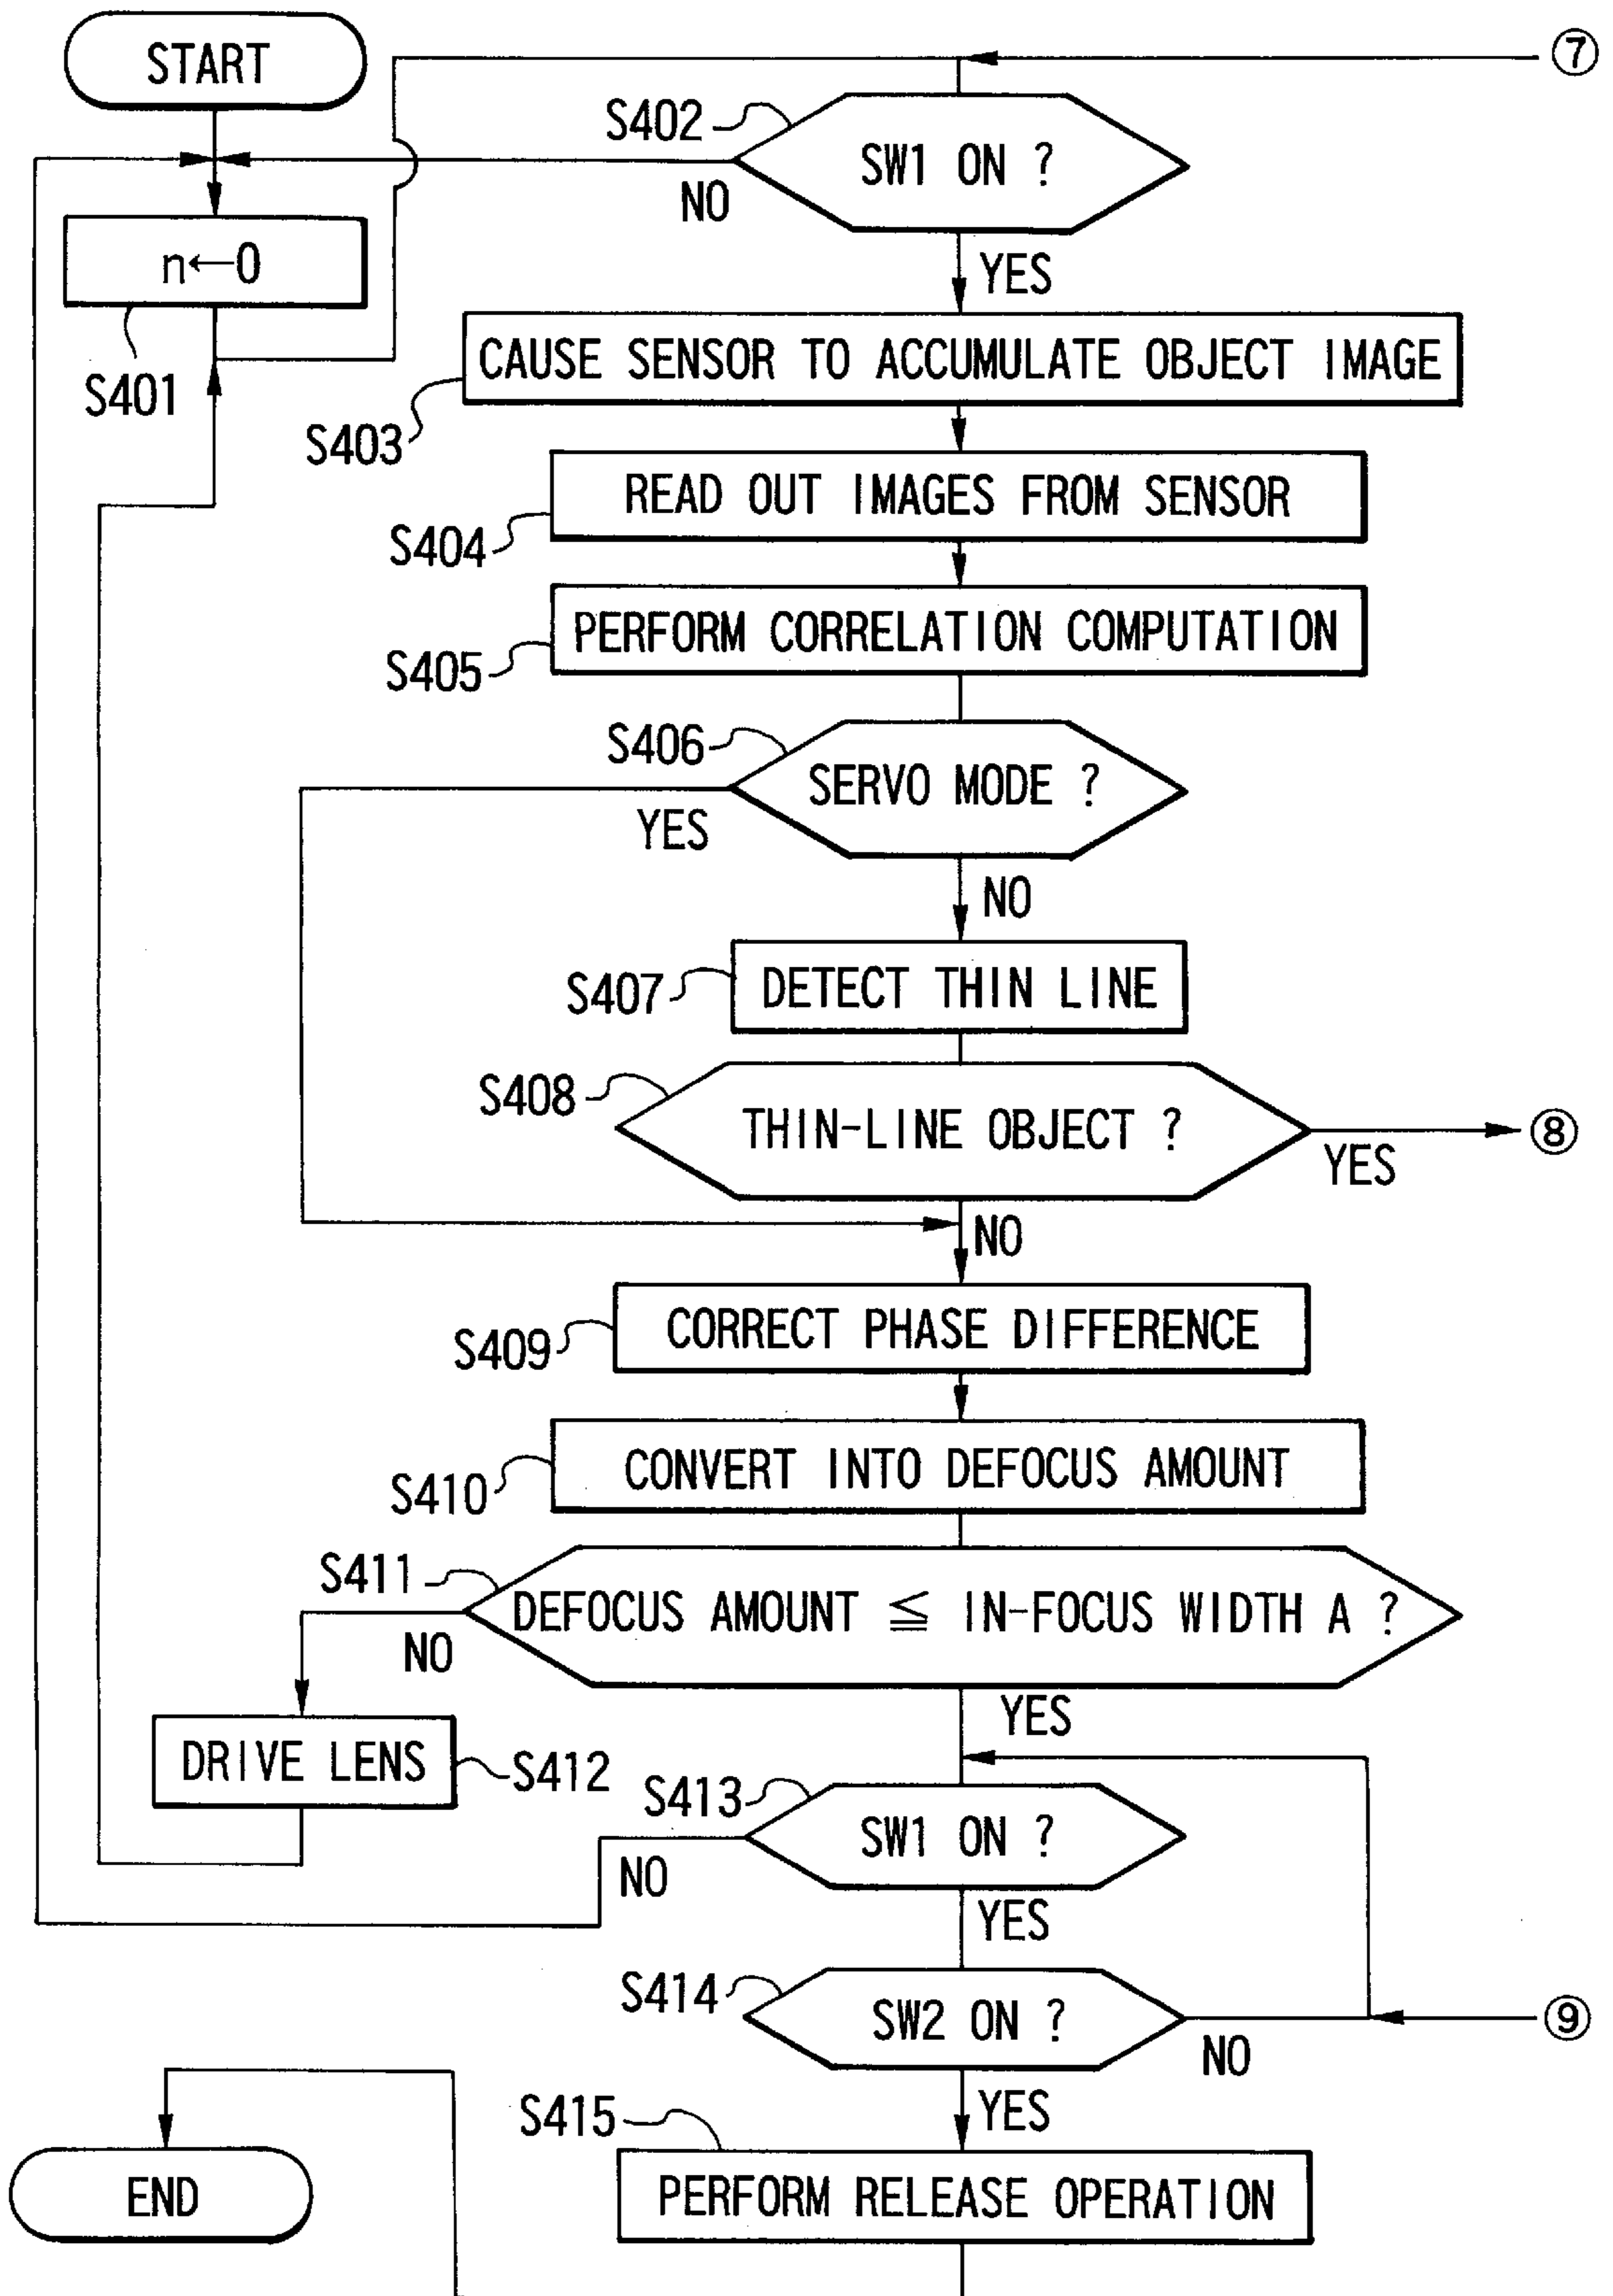 START
⑦
S402
SW1 ON ?
NO
n←0
YES
S401
CAUSE SENSOR TO ACCUMULATE OBJECT IMAGE
S403
READ OUT IMAGES FROM SENSOR
S404
PERFORM CORRELATION COMPUTATION
S405
S406
SERVO MODE ?
YES
NO
S407
DETECT THIN LINE
S408
THIN-LINE OBJECT ?
⑧
YES
NO
CORRECT PHASE DIFFERENCE
S409
CONVERT INTO DEFOCUS AMOUNT
S410
S411
DEFOCUS AMOUNT ≦ IN-FOCUS WIDTH A ?
NO
YES
DRIVE LENS
S412
S413
SW1 ON ?
NO
YES
S414
SW2 ON ?
⑨
NO
YES
S415
END
PERFORM RELEASE OPERATION